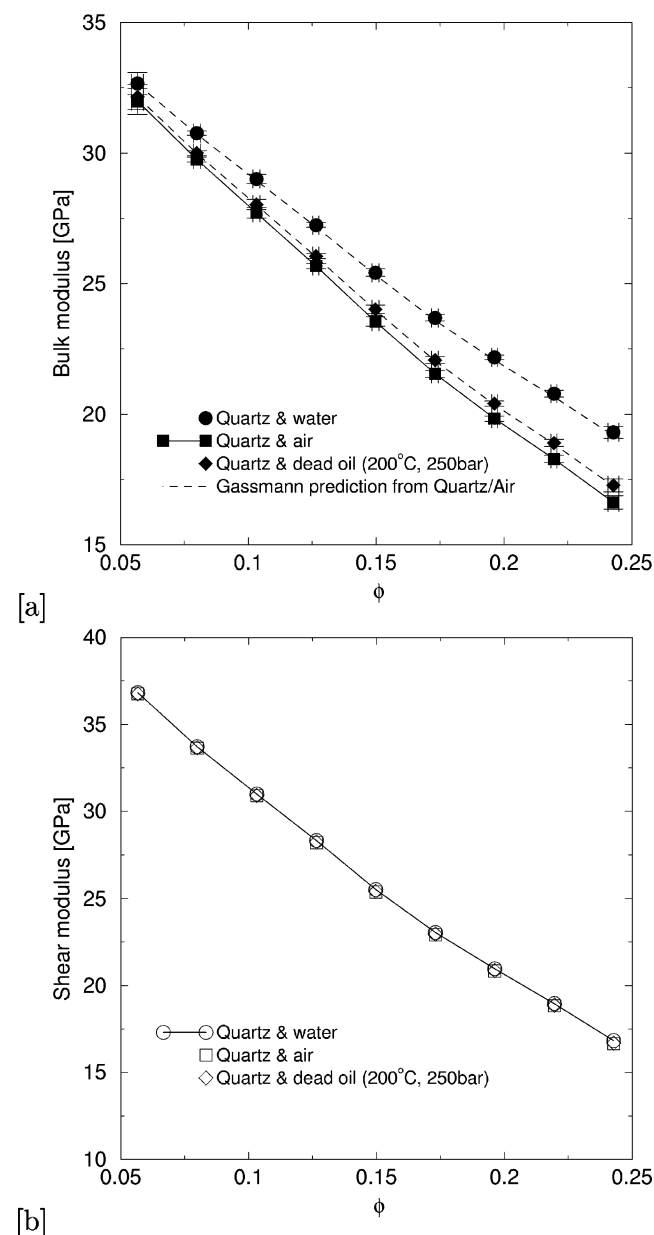 35
30
25
20
15
Bulk modulus [GPa]
Quartz & water
Quartz & air
Quartz & dead oil (200°C, 250bar)
Gassmann prediction from Quartz/Air
0.05 0.1 0.15 0.2 0.25
ϕ
[a]
40
35
30
25
20
15
10
Shear modulus [GPa]
Quartz & water
Quartz & air
Quartz & dead oil (200°C, 250bar)
0.05 0.1 0.15 0.2 0.25
ϕ
[b]